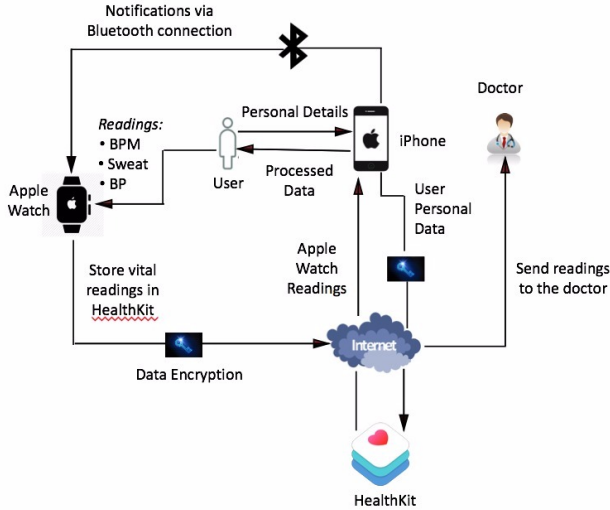 Notifications via
Bluetooth connection
Doctor
Personal Details
Readings:
• BPM
• Sweat
• BP
iPhone
Processed
Data
User
Apple
Watch
User
Personal
Data
Apple
Watch
Readings
Store vital
readings in
HealthKit
Send readings
to the doctor
Internet
Data Encryption
HealthKit